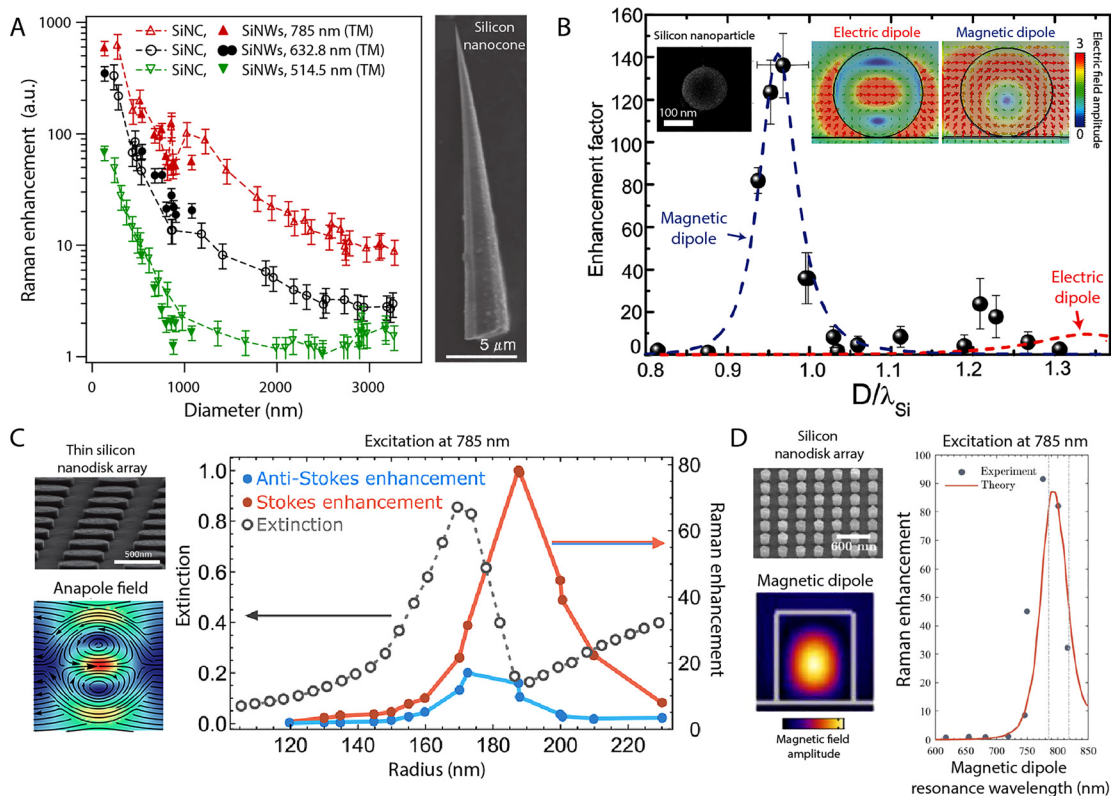 A
Raman enhancement (a.u.)
1000
100
10
1
SiNC, SiNWs, 785 nm (TM)
SiNC, SiNWs, 632.8 nm (TM)
SiNC, SiNWs, 514.5 nm (TM)
0
1000
2000
3000
Diameter (nm)
Silicon
nanocone
5 μm
B
Enhancement factor
160
140
120
100
80
60
40
20
0
Silicon nanoparticle
100 nm
Electric dipole
Magnetic dipole
3
0
Electric field
amplitude
Magnetic
dipole
Electric
dipole
0.8
0.9
1.0
1.1
1.2
1.3
D/λSi
C
Thin silicon
nanodisk array
500nm
Anapole field
Excitation at 785 nm
Anti-Stokes enhancement
Stokes enhancement
Extinction
Extinction
1.0
0.8
0.6
0.4
0.2
0.0
80
60
40
20
0
Raman enhancement
120
140
160
180
200
220
Radius (nm)
D
Silicon
nanodisk array
600 nm
Magnetic dipole
Magnetic field
amplitude
Excitation at 785 nm
Experiment
Theory
Raman enhancement
100
90
80
70
60
50
40
30
20
10
0
600
650
700
750
800
850
Magnetic dipole
resonance wavelength (nm)